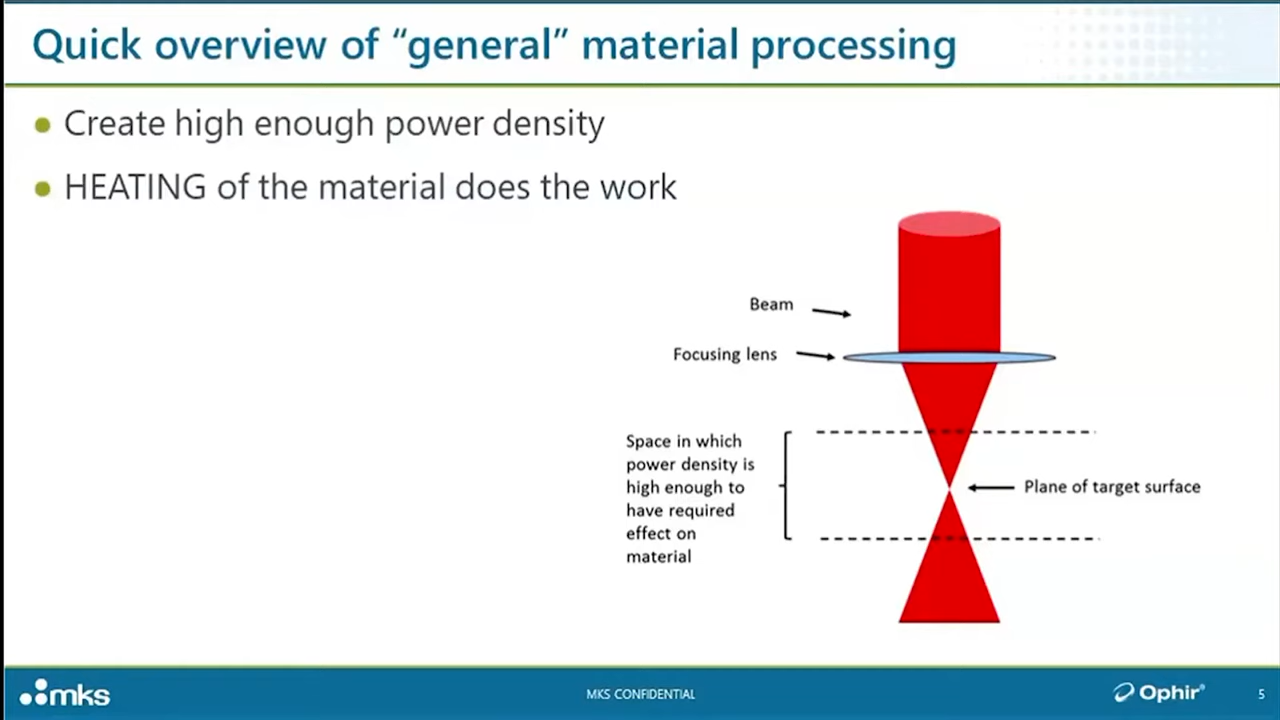 Quick overview of “general” material processing
Create high enough power density
HEATING of the material does the work
Beam
Focusing lens
Space in which
power density is
high enough to
have required
effect on
material
Plane of target surface
mks
MKS CONFIDENTIAL
Ophir®
5